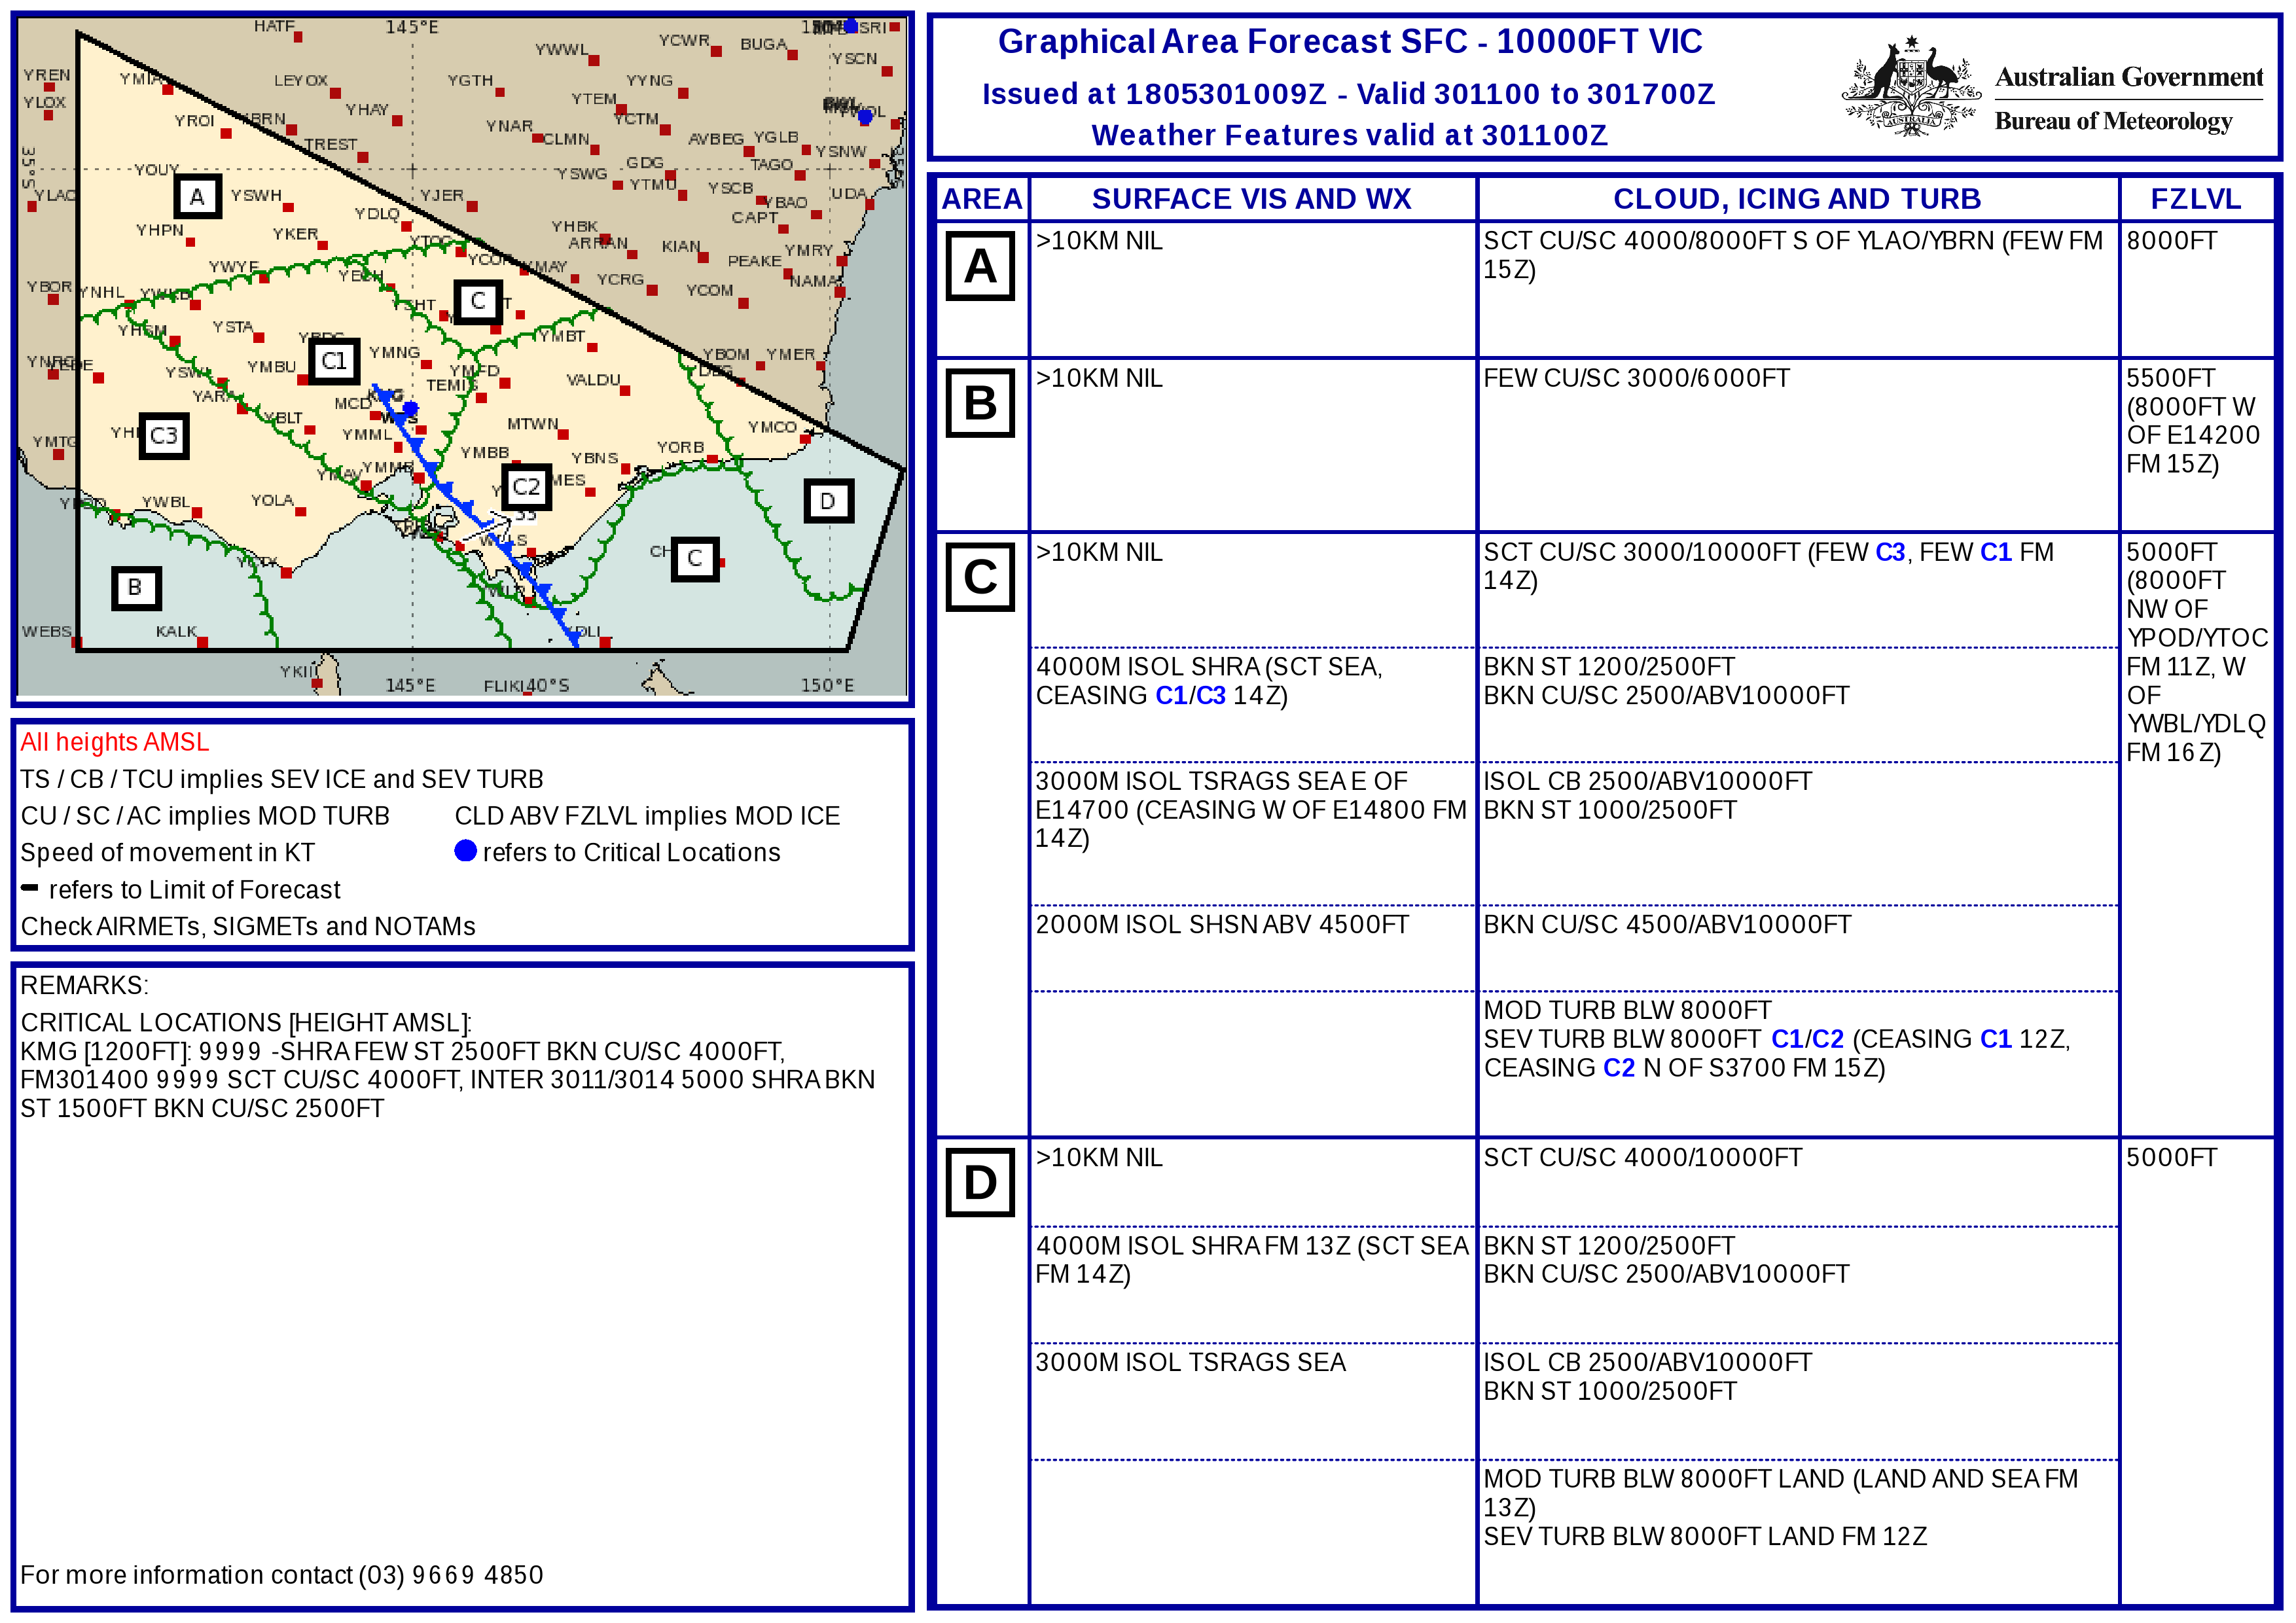 HATF
145°E
SRI
YCWR
BUGA
YWWL
YSCN
YREN
YMIA
LEYOX
YGTH
YYNG
YLOX
YHAY
YTEM
YROI
YBRN
YNAR
YCTM
TREST
CLMN
AVBEG
YGLB
YSNW
35°S
YOUY
GDG
TAGO
YSWG
YTMU
YSCB
YLAO
A
YSWH
YJER
UDA
YBAO
YDLQ
CAPT
YHPN
YKER
YHBK
YTOC
ARRAN
KIAN
YMRY
YCOR
YMAY
PEAKE
YWYF
YECH
YCRG
NAMA
YBOR
YNHL
YWKB
C
YCOM
YHSM
YSTA
YMBT
C1
YMNG
YBOM
YMER
YMBU
YSWL
TEMIS
VALDU
YARA
MCD
YBLT
MTWN
YMCO
C3
YMML
YMTG
YORB
YMBB
YBNS
YMMB
YMAV
C2
MES
YWBL
YOLA
D
C
B
WEBS
KALK
YKII
145°E
FLIKI
40°S
150°E
All heights AMSL
TS / CB / TCU implies SEV ICE and SEV TURB
CU / SC / AC implies MOD TURB CLD ABV FZLVL implies MOD ICE
Speed of movement in KT refers to Critical Locations
refers to Limit of Forecast
Check AIRMETs, SIGMETs and NOTAMs
REMARKS:
CRITICAL LOCATIONS [HEIGHT AMSL]:
KMG [1200FT]: 9999 -SHRA FEW ST 2500FT BKN CU/SC 4000FT,
FM301400 9999 SCT CU/SC 4000FT, INTER 3011/3014 5000 SHRA BKN
ST 1500FT BKN CU/SC 2500FT
For more information contact (03) 9669 4850
Graphical Area Forecast SFC - 10000FT VIC
Issued at 1805301009Z - Valid 301100 to 301700Z
Weather Features valid at 301100Z
Australian Government
Bureau of Meteorology
AREA SURFACE VIS AND WX CLOUD, ICING AND TURB FZLVL
A
>10KM NIL
SCT CU/SC 4000/8000FT S OF YLAO/YBRN (FEW FM
15Z)
8000FT
B
>10KM NIL
FEW CU/SC 3000/6000FT
5500FT
(8000FT W
OF E14200
FM 15Z)
C
>10KM NIL
SCT CU/SC 3000/10000FT (FEW C3, FEW C1 FM
14Z)
5000FT
(8000FT
NW OF
YPOD/YTOC
FM 11Z, W
OF
YWBL/YDLQ
FM 16Z)
4000M ISOL SHRA (SCT SEA,
CEASING C1/C3 14Z)
BKN ST 1200/2500FT
BKN CU/SC 2500/ABV10000FT
3000M ISOL TSRAGS SEA E OF
E14700 (CEASING W OF E14800 FM
14Z)
ISOL CB 2500/ABV10000FT
BKN ST 1000/2500FT
2000M ISOL SHSN ABV 4500FT
BKN CU/SC 4500/ABV10000FT
MOD TURB BLW 8000FT
SEV TURB BLW 8000FT C1/C2 (CEASING C1 12Z,
CEASING C2 N OF S3700 FM 15Z)
D
>10KM NIL
SCT CU/SC 4000/10000FT
5000FT
4000M ISOL SHRA FM 13Z (SCT SEA
FM 14Z)
BKN ST 1200/2500FT
BKN CU/SC 2500/ABV10000FT
3000M ISOL TSRAGS SEA
ISOL CB 2500/ABV10000FT
BKN ST 1000/2500FT
MOD TURB BLW 8000FT LAND (LAND AND SEA FM
13Z)
SEV TURB BLW 8000FT LAND FM 12Z